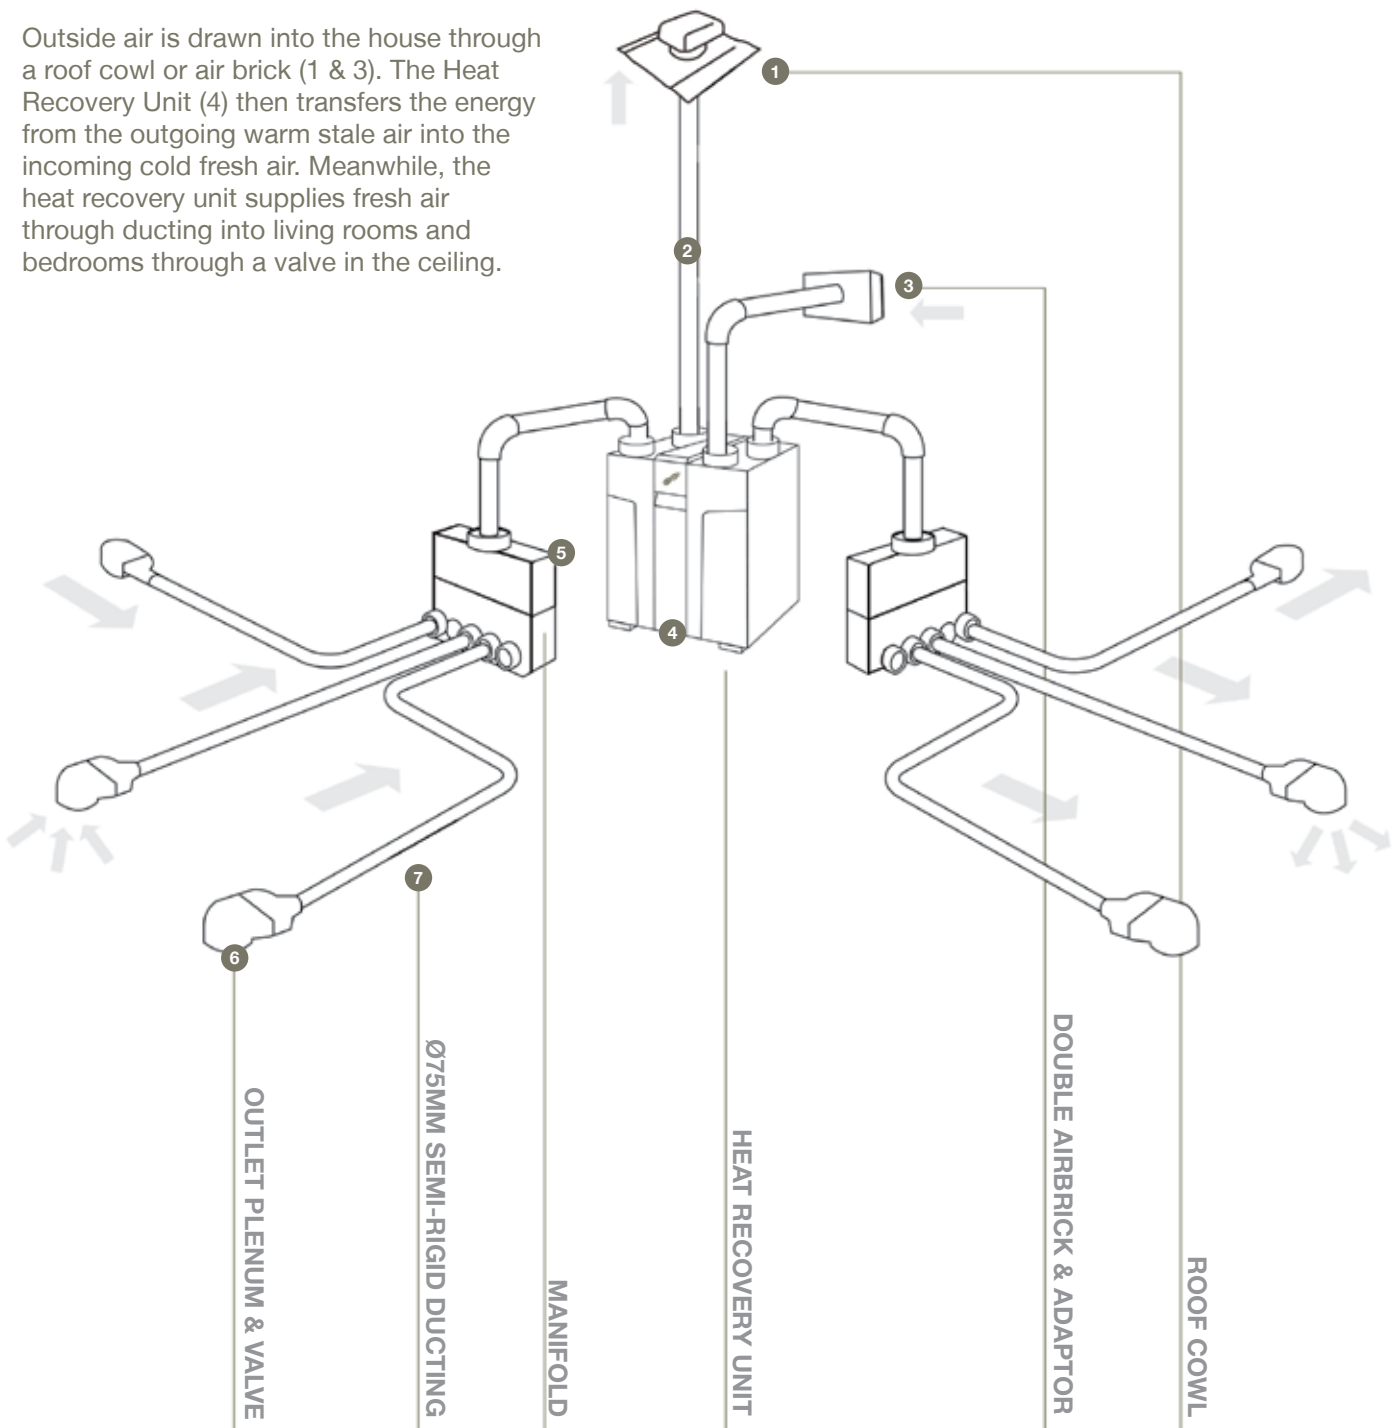 Outside air is drawn into the house through
a roof cowl or air brick (1 & 3). The Heat
Recovery Unit (4) then transfers the energy
from the outgoing warm stale air into the
incoming cold fresh air. Meanwhile, the
heat recovery unit supplies fresh air
through ducting into living rooms and
bedrooms through a valve in the ceiling.
1
2
3
5
4
7
6
OUTLET PLENUM & VALVE
Ø75MM SEMI-RIGID DUCTING
MANIFOLD
HEAT RECOVERY UNIT
DOUBLE AIRBRICK & ADAPTOR
ROOF COWL